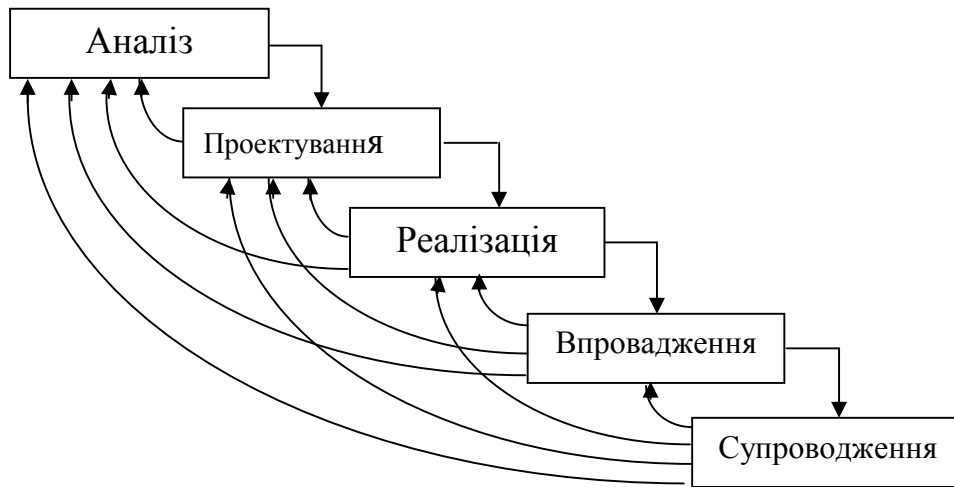 Аналіз
Проектування
Реалізація
Впровадження
Супроводження